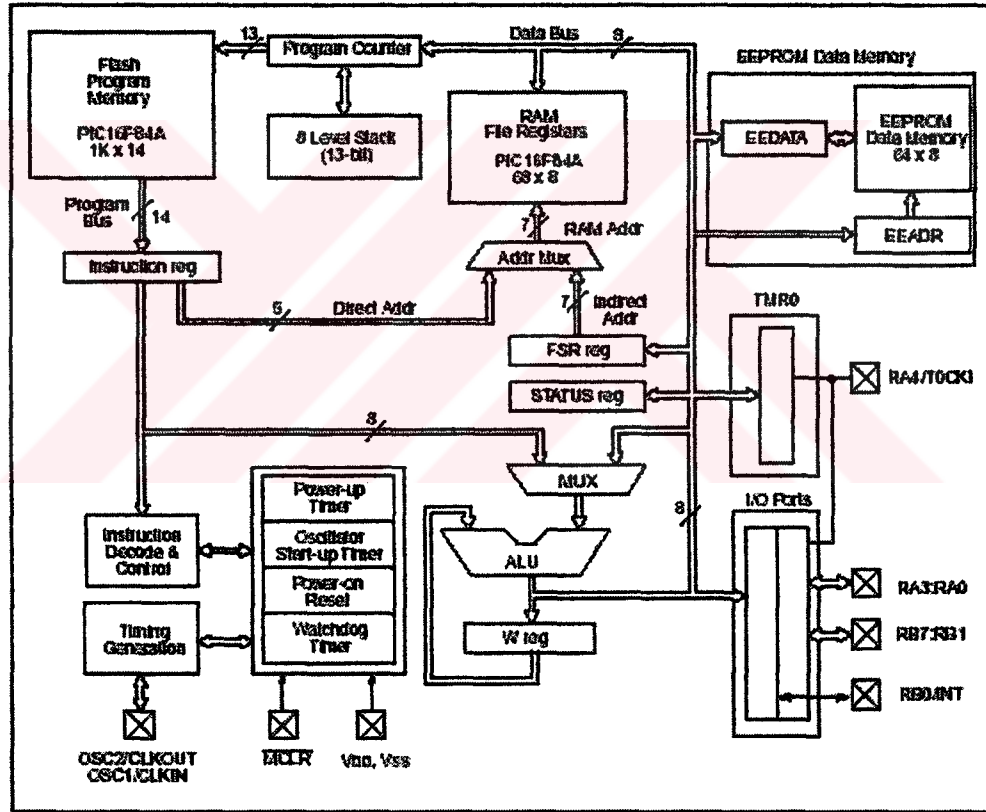 13
Program Counter
Data Bus
8
EEPROM Data Memory
Flash
Program
Memory
PIC16F84A
1K x 14
8 Level Stack
(13-bit)
RAM
File Registers
PIC16F84A
68 x 8
EEDATA
EEPROM
Data Memory
64 x 8
EEADR
Program
Bus
14
7
RAM Addr
Instruction reg
Addr Mux
5
Direct Addr
7
Indirect
Addr
TMR0
FSR reg
RA4/T0CKI
STATUS reg
8
MUX
Power-up
Timer
I/O Ports
8
Instruction
Decode &
Control
Oscillator
Start-up Timer
ALU
Power-on
Reset
RA3:RA0
Timing
Generation
Watchdog
Timer
W reg
RB7:RB1
RB0/INT
OSC2/CLKOUT
OSC1/CLKIN
MCLR
VDD, VSS